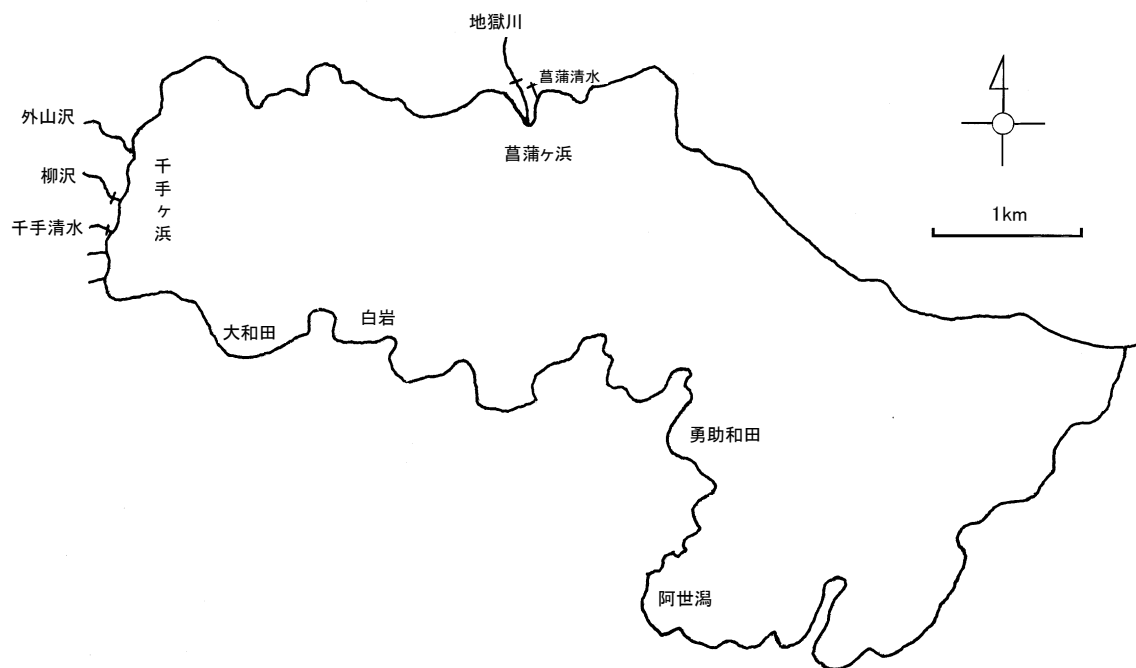 地獄川
菖蒲清水
外山沢
菖蒲ヶ浜
柳沢
千手ヶ浜
1km
千手清水
白岩
大和田
勇助和田
阿世潟